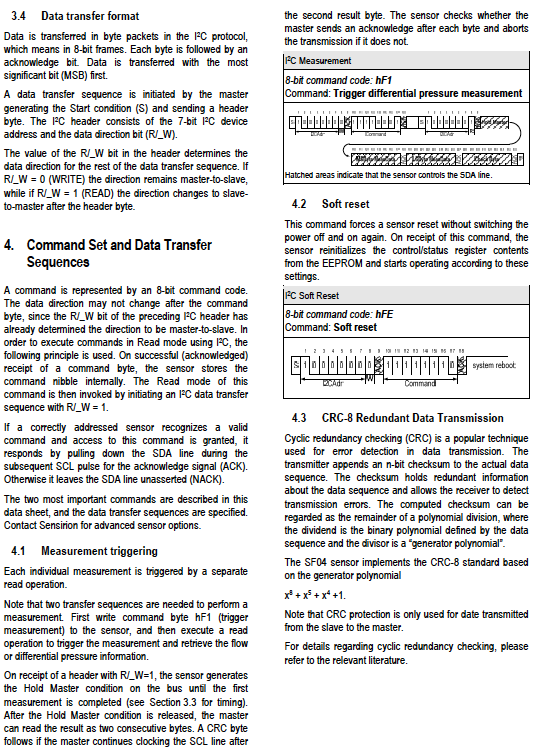 3.4 Data transfer format
Data is transferred in byte packets in the I²C protocol,
which means in 8-bit frames. Each byte is followed by an
acknowledge bit. Data is transferred with the most
significant bit (MSB) first.
A data transfer sequence is initiated by the master
generating the Start condition (S) and sending a header
byte. The I²C header consists of the 7-bit I²C device
address and the data direction bit (R/_W).
The value of the R/_W bit in the header determines the
data direction for the rest of the data transfer sequence. If
R/_W = 0 (WRITE) the direction remains master-to-slave,
while if R/_W = 1 (READ) the direction changes to slave-
to-master after the header byte.
4. Command Set and Data Transfer
Sequences
A command is represented by an 8-bit command code.
The data direction may not change after the command
byte, since the R/_W bit of the preceding I²C header has
already determined the direction to be master-to-slave. In
order to execute commands in Read mode using I²C, the
following principle is used. On successful (acknowledged)
receipt of a command byte, the sensor stores the
command nibble internally. The Read mode of this
command is then invoked by initiating an I²C data transfer
sequence with R/_W = 1.
If a correctly addressed sensor recognizes a valid
command and access to this command is granted, it
responds by pulling down the SDA line during the
subsequent SCL pulse for the acknowledge signal (ACK).
Otherwise it leaves the SDA line unasserted (NACK).
The two most important commands are described in this
data sheet, and the data transfer sequences are specified.
Contact Sensirion for advanced sensor options.
4.1 Measurement triggering
Each individual measurement is triggered by a separate
read operation.
Note that two transfer sequences are needed to perform a
measurement. First write command byte hF1 (trigger
measurement) to the sensor, and then execute a read
operation to trigger the measurement and retrieve the flow
or differential pressure information.
On receipt of a header with R/_W=1, the sensor generates
the Hold Master condition on the bus until the first
measurement is completed (see Section 3.3 for timing).
After the Hold Master condition is released, the master
can read the result as two consecutive bytes. A CRC byte
follows if the master continues clocking the SCL line after
the second result byte. The sensor checks whether the
master sends an acknowledge after each byte and aborts
the transmission if it does not.
I²C Measurement
8-bit command code: hF1
Command: Trigger differential pressure measurement
I2CAdr Command I2CAdr
Hatched areas indicate that the sensor controls the SDA line.
4.2 Soft reset
This command forces a sensor reset without switching the
power off and on again. On receipt of this command, the
sensor reinitializes the control/status register contents
from the EEPROM and starts operating according to these
settings.
I²C Soft Reset
8-bit command code: hFE
Command: Soft reset
1 2 3 4 5 6 7 8 9 10 11 12 13 14 15 16 17 18
system reboot
I2CAdr W Command
4.3 CRC-8 Redundant Data Transmission
Cyclic redundancy checking (CRC) is a popular technique
used for error detection in data transmission. The
transmitter appends an n-bit checksum to the actual data
sequence. The checksum holds redundant information
about the data sequence and allows the receiver to detect
transmission errors. The computed checksum can be
regarded as the remainder of a polynomial division, where
the dividend is the binary polynomial defined by the data
sequence and the divisor is a "generator polynomial".
The SF04 sensor implements the CRC-8 standard based
on the generator polynomial
x⁸ + x⁵ + x⁴ +1.
Note that CRC protection is only used for date transmitted
from the slave to the master.
For details regarding cyclic redundancy checking, please
refer to the relevant literature.